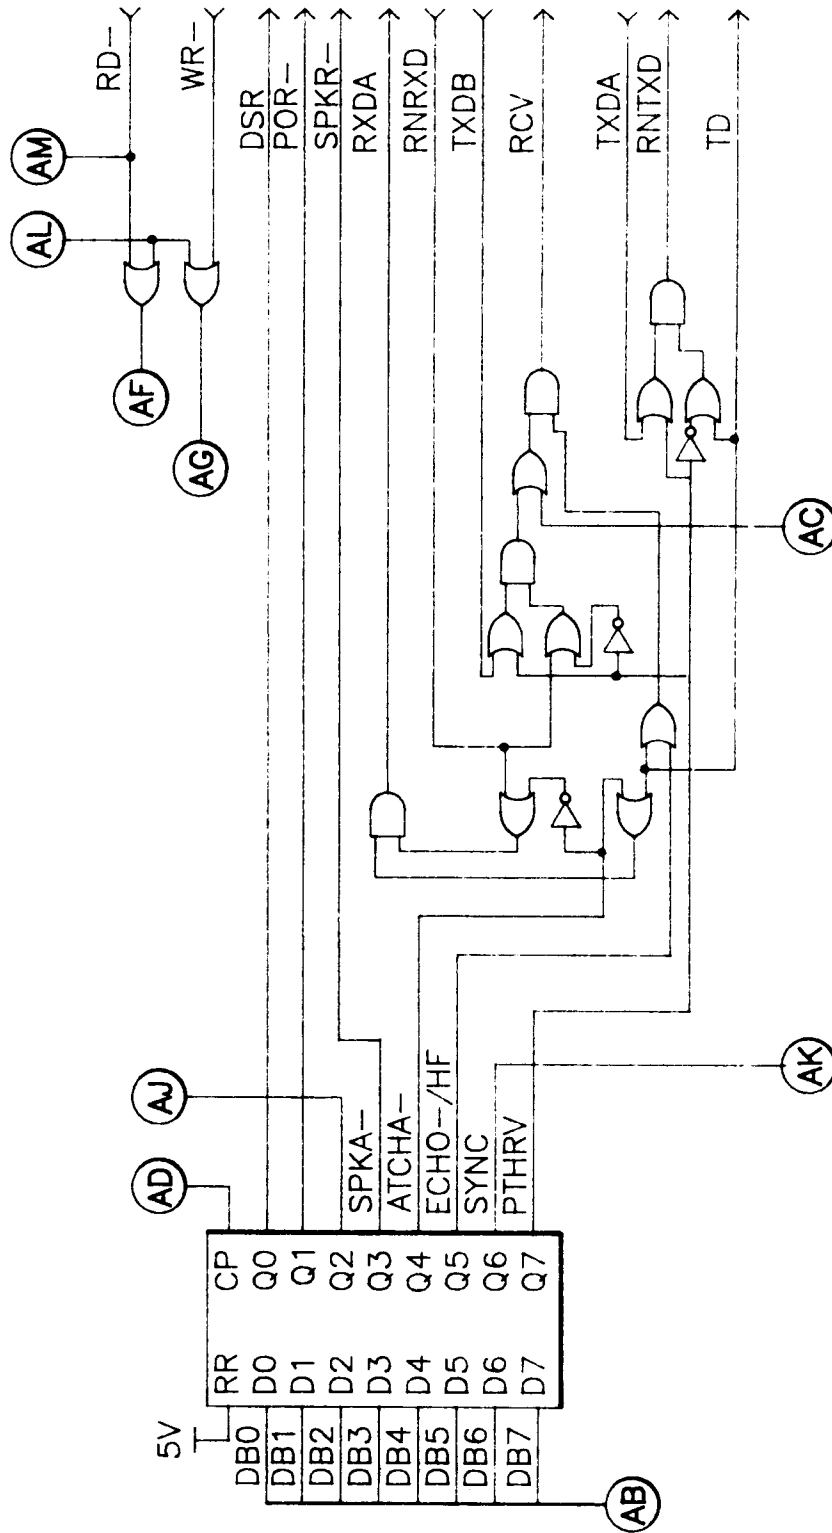 RD-
WR-
DSR
POR-
SPKR-
RXDA
RNRXD
TXDB
RCV
TXDA
RNTXD
TD
AM
AL
AF
AG
AC
AJ
AD
AK
SPKA-
ATCHA-
ECHO-/HF
SYNC
PTHRV
RR CP
D0 Q0
D1 Q1
D2 Q2
D3 Q3
D4 Q4
D5 Q5
D6 Q6
D7 Q7
5V
DB0
DB1
DB2
DB3
DB4
DB5
DB6
DB7
AB